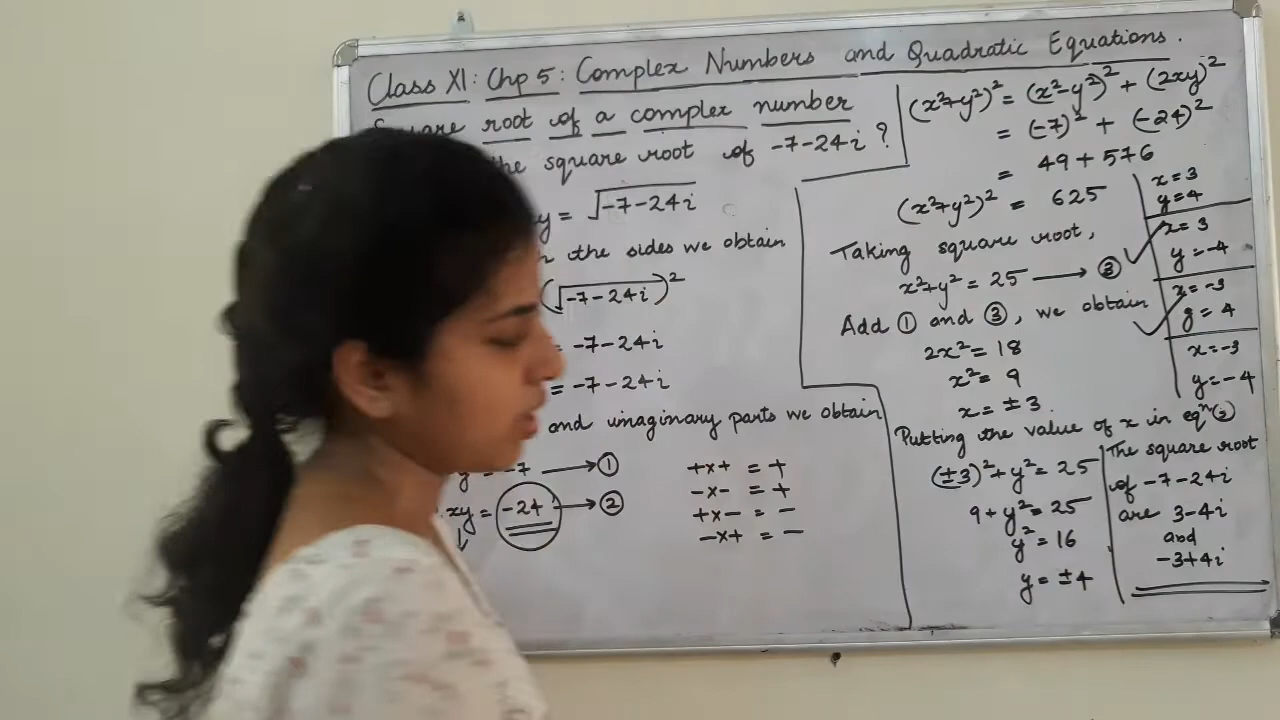 Class XI: Chp 5: Complex Numbers and Quadratic Equations.
root of a complex number
the square root of -7-24i ?
y = √-7-24i
the sides we obtain
(√-7-24i)²
= -7-24i
= -7-24i
and imaginary parts we obtain
y = -7 → ①
xy = -24 → ②
+x+ = +
-x- = +
+x- = -
-x+ = -
(x²+y²)² = (x²-y²)² + (2xy)²
= (-7)² + (-24)²
= 49 + 576
(x²+y²)² = 625
Taking square root,
x²+y² = 25 → ③
Add ① and ③, we obtain
2x² = 18
x² = 9
x = ±3
Putting the value of x in eqⁿ(3)
(±3)² + y² = 25
9 + y² = 25
y² = 16
y = ±4
x = 3
y = 4
x = 3
y = -4
x = -3
y = 4
x = -3
y = -4
The square root
of -7-24i
are 3-4i
and
-3+4i